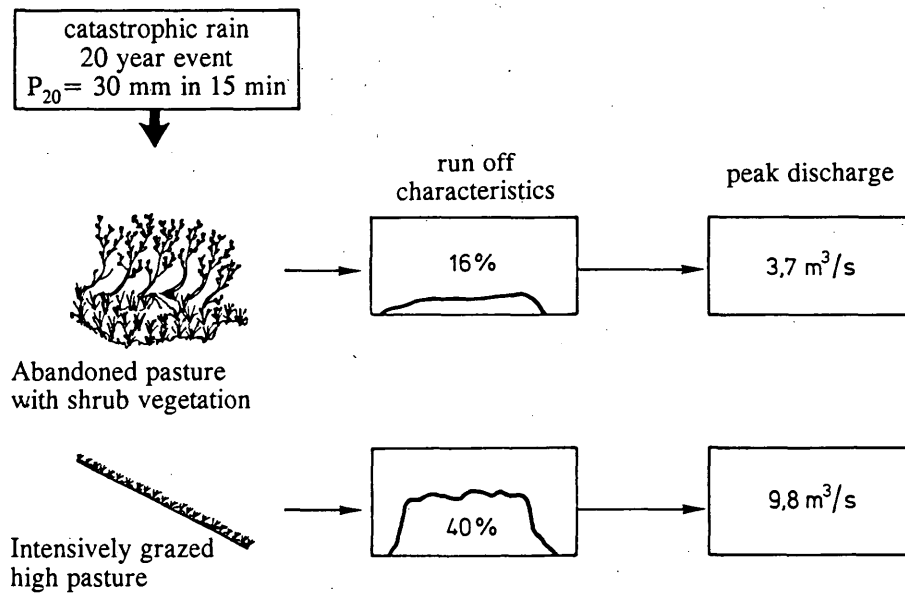 catastrophic rain
20 year event
P₂₀= 30 mm in 15 min
run off
characteristics
peak discharge
16%
3,7 m³/s
Abandoned pasture
with shrub vegetation
40%
9,8 m³/s
Intensively grazed
high pasture